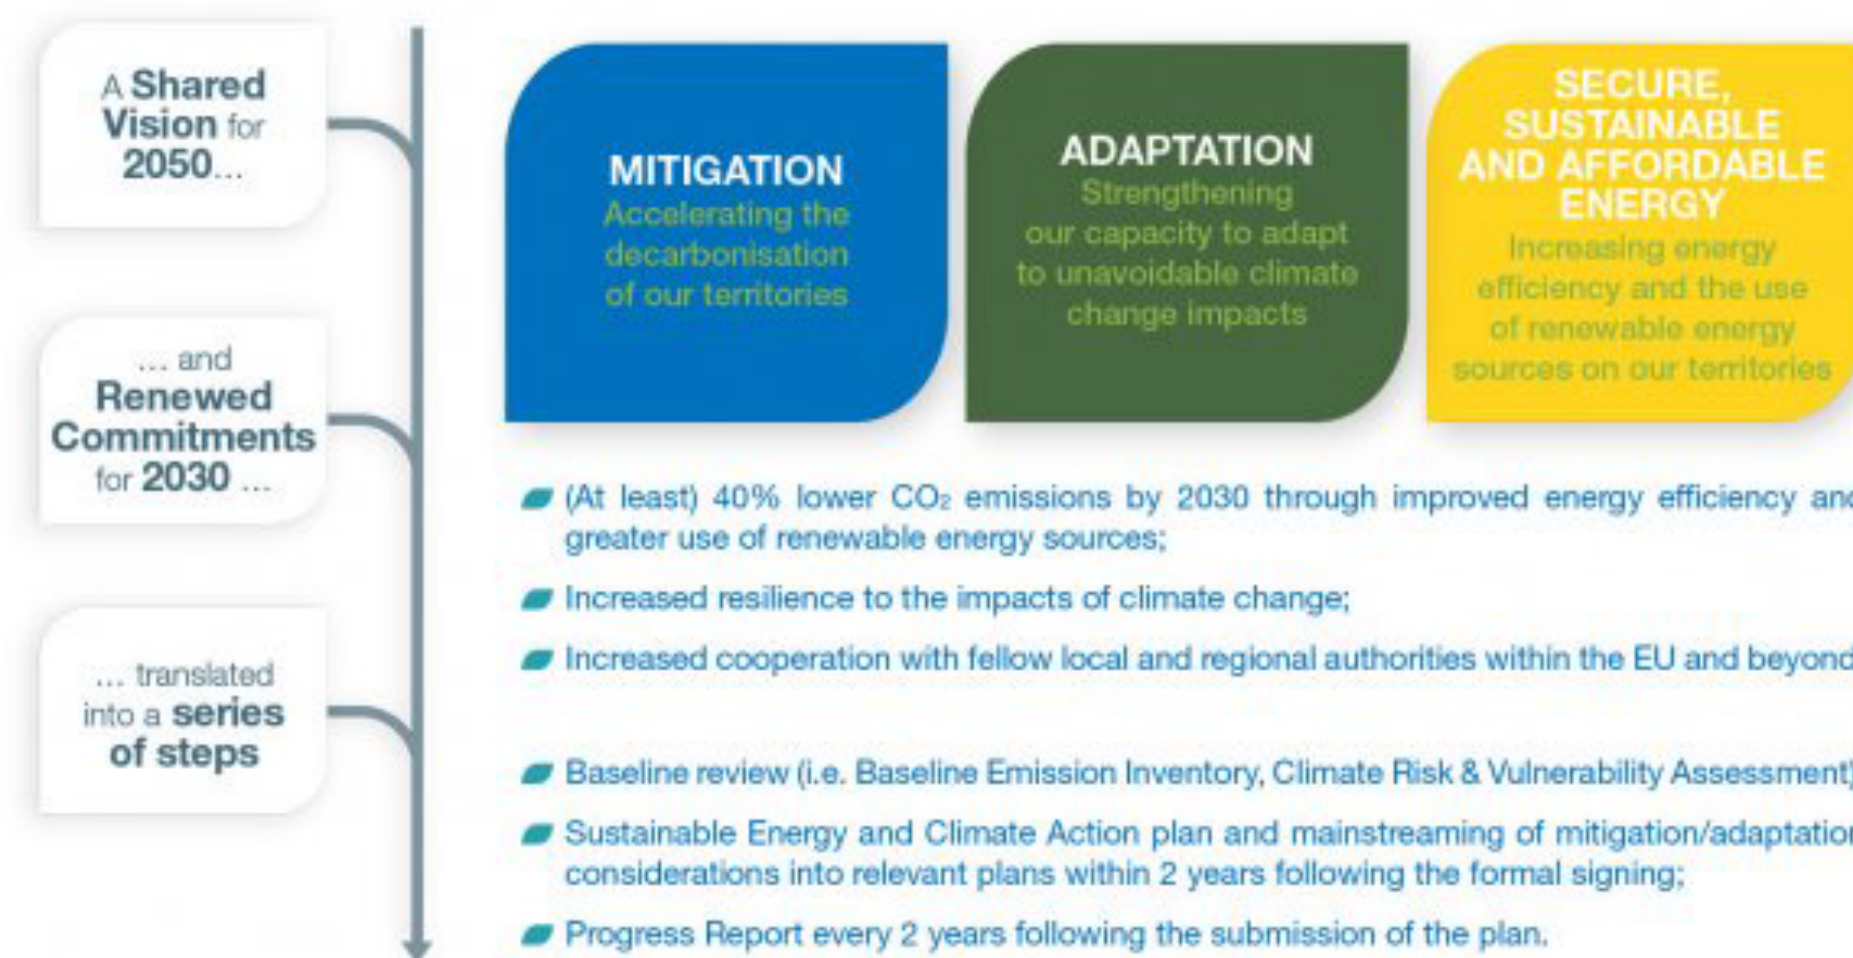 A Shared
Vision for
2050...
MITIGATION
Accelerating the
decarbonisation
of our territories
ADAPTATION
Strengthening
our capacity to adapt
to unavoidable climate
change impacts
SECURE,
SUSTAINABLE
AND AFFORDABLE
ENERGY
Increasing energy
efficiency and the use
of renewable energy
sources on our territories
... and
Renewed
Commitments
for 2030 ...
(At least) 40% lower CO₂ emissions by 2030 through improved energy efficiency and
greater use of renewable energy sources;
Increased resilience to the impacts of climate change;
Increased cooperation with fellow local and regional authorities within the EU and beyond
... translated
into a series
of steps
Baseline review (i.e. Baseline Emission Inventory, Climate Risk & Vulnerability Assessment)
Sustainable Energy and Climate Action plan and mainstreaming of mitigation/adaptation
considerations into relevant plans within 2 years following the formal signing;
Progress Report every 2 years following the submission of the plan.